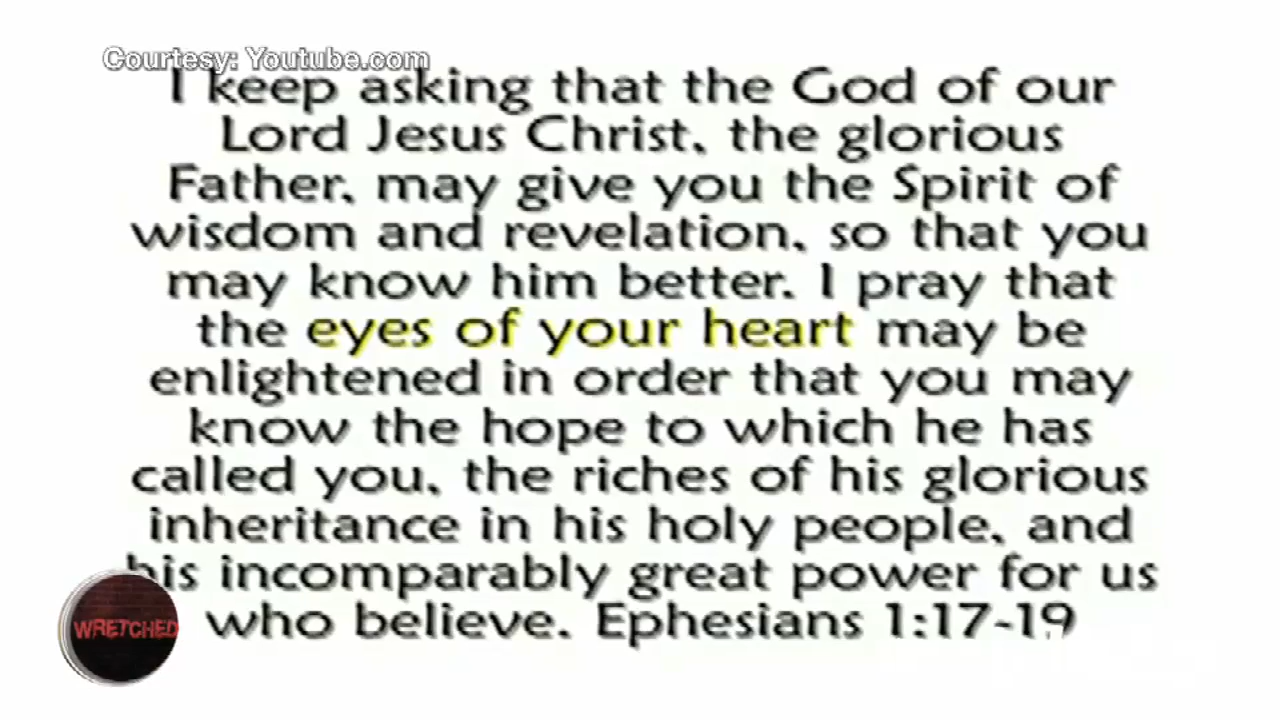 Courtesy: Youtube.com
I keep asking that the God of our
Lord Jesus Christ, the glorious
Father, may give you the Spirit of
wisdom and revelation, so that you
may know him better. I pray that
the eyes of your heart may be
enlightened in order that you may
know the hope to which he has
called you, the riches of his glorious
inheritance in his holy people, and
his incomparably great power for us
who believe. Ephesians 1:17-19
WRETCHED